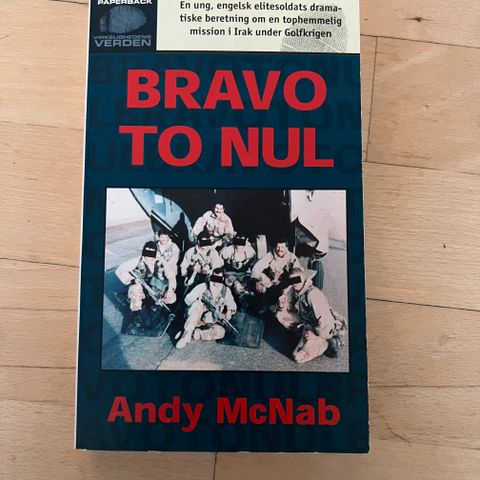 PAPERBACK
VIRKELIGHEDENS
VERDEN
En ung, engelsk elitesoldats drama-
tiske beretning om en tophemmelig
mission i Irak under Golfkrigen
BRAVO
TO NUL
Andy McNab